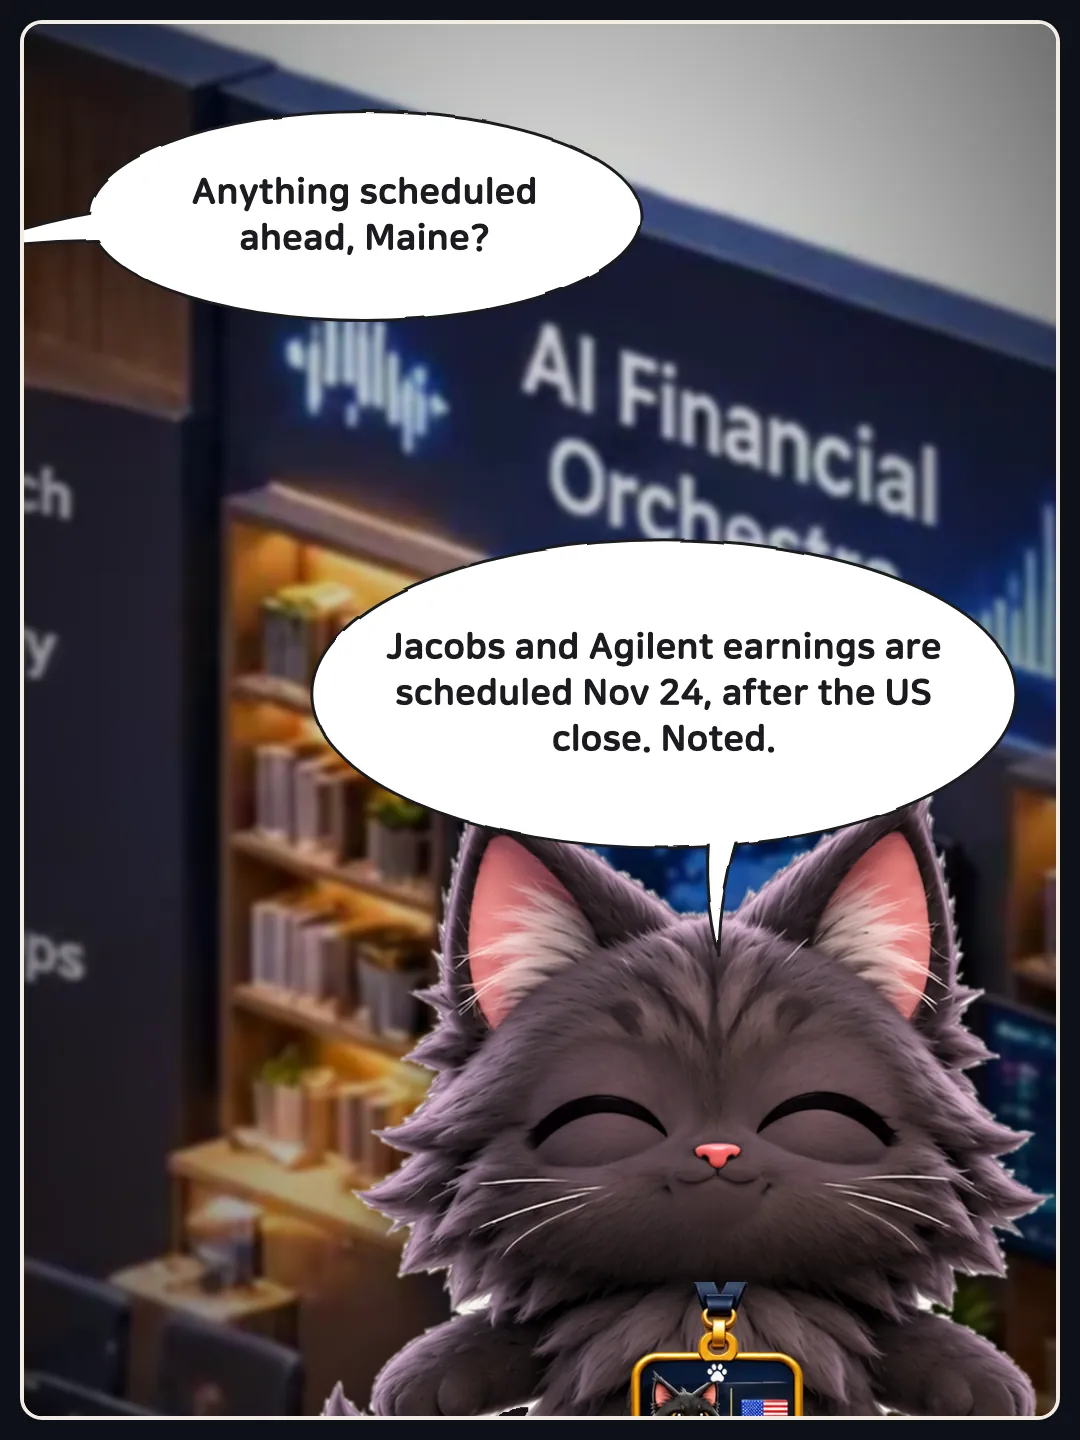 Anything scheduled
ahead, Maine?
AI Financial
Jacobs and Agilent earnings are
scheduled Nov 24, after the US
close. Noted.